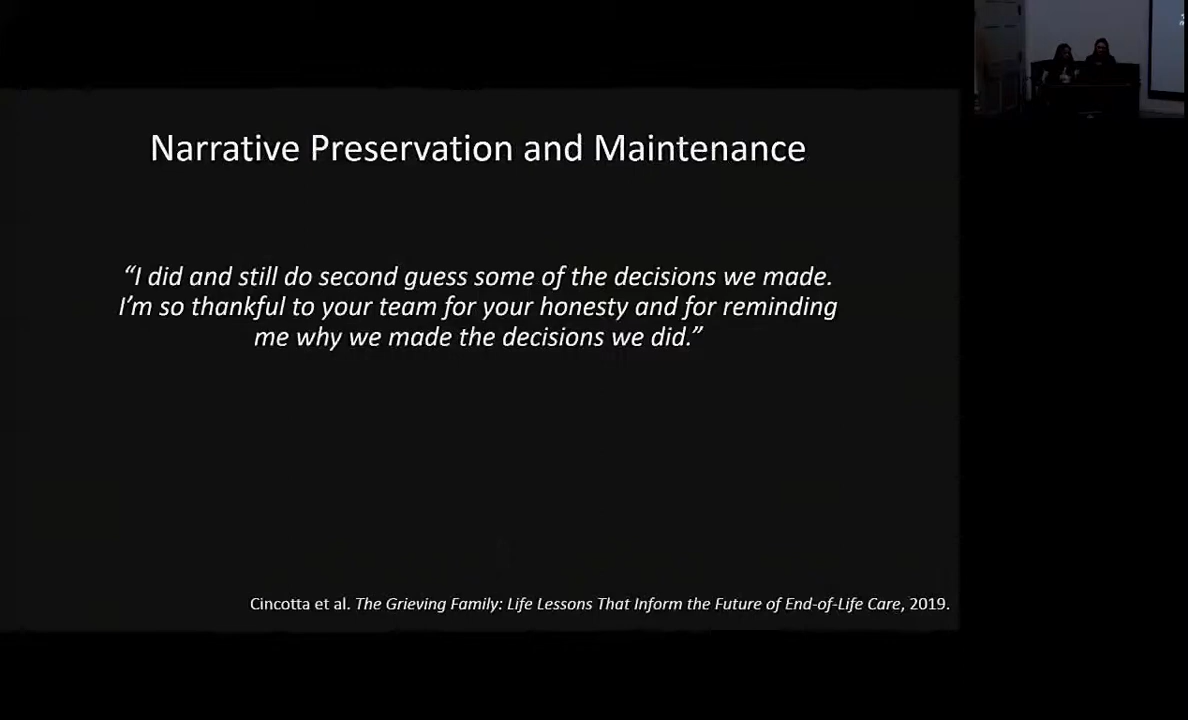 Narrative Preservation and Maintenance
“I did and still do second guess some of the decisions we made.
I’m so thankful to your team for your honesty and for reminding
me why we made the decisions we did.”
Cincotta et al. The Grieving Family: Life Lessons That Inform the Future of End-of-Life Care, 2019.